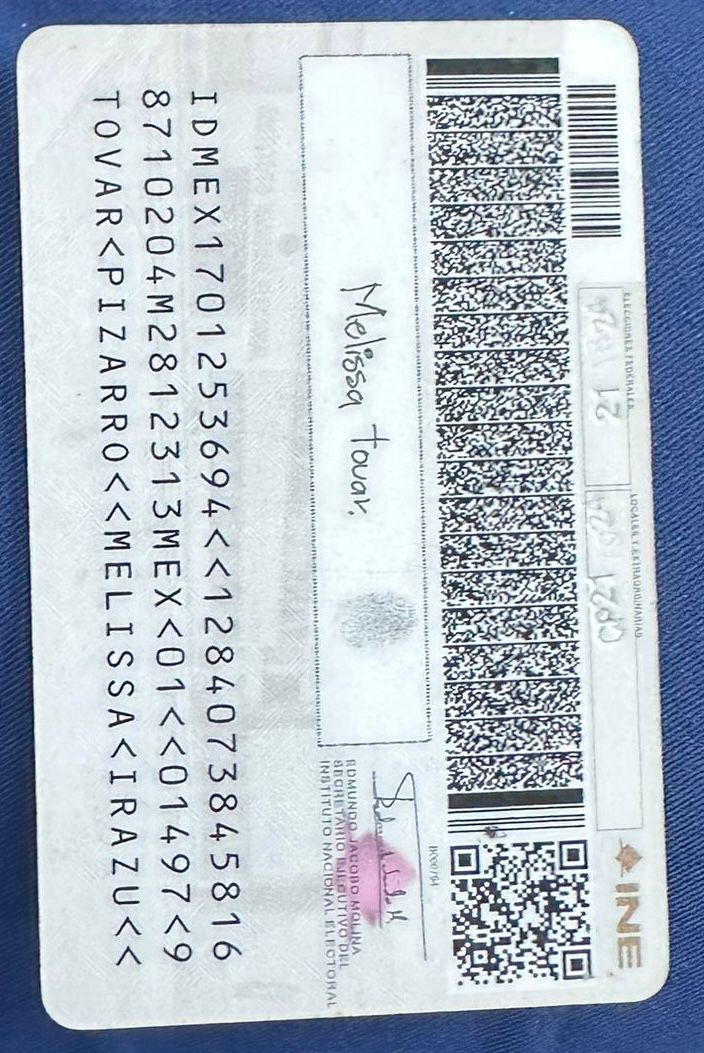 ELECCIONES FEDERALES
LOCALES Y EXTRAORDINARIAS
INE
21
Melissa tovar.
EDMUNDO JACOBO MOLINA
SECRETARIO EJECUTIVO DEL
INSTITUTO NACIONAL ELECTORAL
IDMEX1701253694<<1284073845816
8710204M2812313MEX<01<<01497<9
TOVAR<PIZARRO<<MELISSA<IRAZU<<